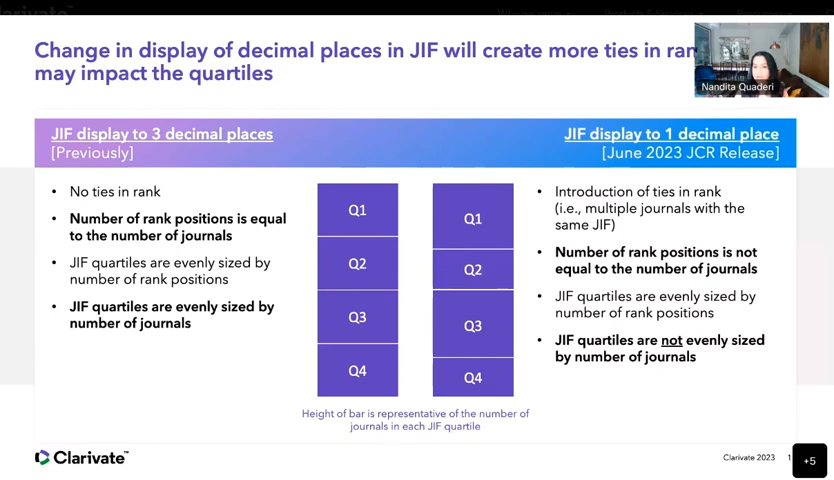 Change in display of decimal places in JIF will create more ties in
may impact the quartiles
Nandita Quaderi
JIF display to 3 decimal places
[Previously]
JIF display to 1 decimal place
[June 2023 JCR Release]
• No ties in rank
• Number of rank positions is equal
to the number of journals
• JIF quartiles are evenly sized by
number of rank positions
• JIF quartiles are evenly sized by
number of journals
Q1
Q2
Q3
Q4
Q1
Q2
Q3
Q4
Height of bar is representative of the number of
journals in each JIF quartile
• Introduction of ties in rank
(i.e., multiple journals with the
same JIF)
• Number of rank positions is not
equal to the number of journals
• JIF quartiles are evenly sized by
number of rank positions
• JIF quartiles are not evenly sized
by number of journals
Clarivate™
Clarivate 2023
+5